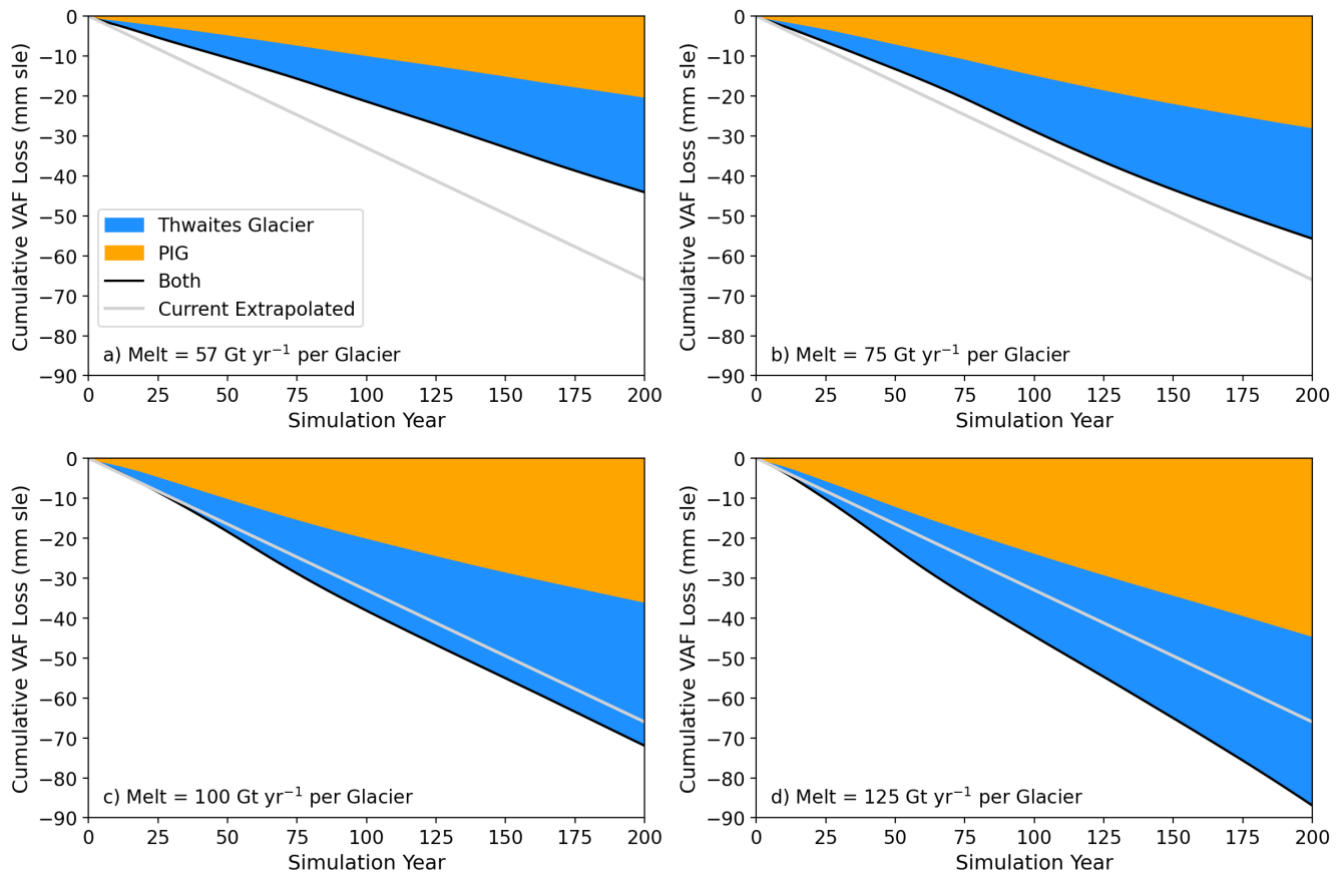 0
−10
−20
−30
−40
−50
−60
−70
−80
−90
Cumulative VAF Loss (mm sle)
Thwaites Glacier
PIG
Both
Current Extrapolated
a) Melt = 57 Gt yr⁻¹ per Glacier
0 25 50 75 100 125 150 175 200
Simulation Year
0
−10
−20
−30
−40
−50
−60
−70
−80
−90
Cumulative VAF Loss (mm sle)
b) Melt = 75 Gt yr⁻¹ per Glacier
0 25 50 75 100 125 150 175 200
Simulation Year
0
−10
−20
−30
−40
−50
−60
−70
−80
−90
Cumulative VAF Loss (mm sle)
c) Melt = 100 Gt yr⁻¹ per Glacier
0 25 50 75 100 125 150 175 200
Simulation Year
0
−10
−20
−30
−40
−50
−60
−70
−80
−90
Cumulative VAF Loss (mm sle)
d) Melt = 125 Gt yr⁻¹ per Glacier
0 25 50 75 100 125 150 175 200
Simulation Year